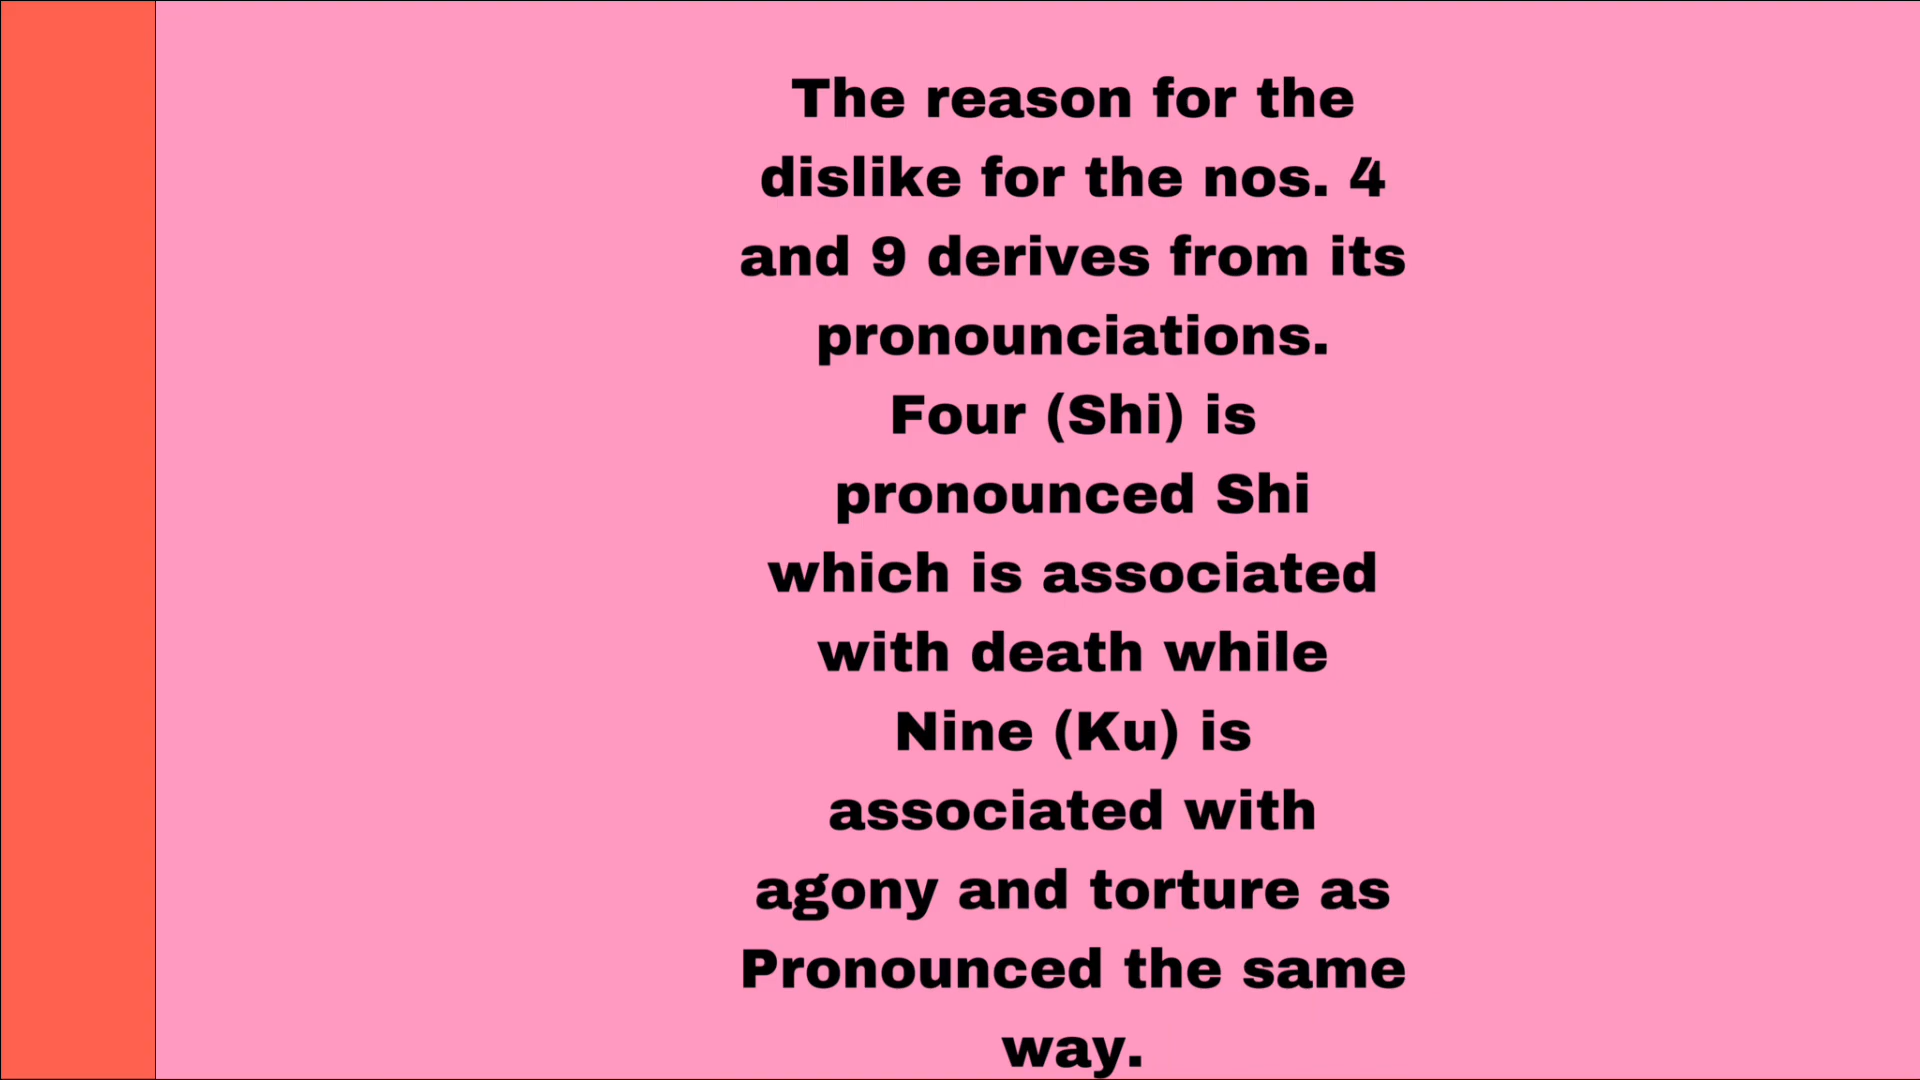 The reason for the
dislike for the nos. 4
and 9 derives from its
pronounciations.
Four (Shi) is
pronounced Shi
which is associated
with death while
Nine (Ku) is
associated with
agony and torture as
Pronounced the same
way.